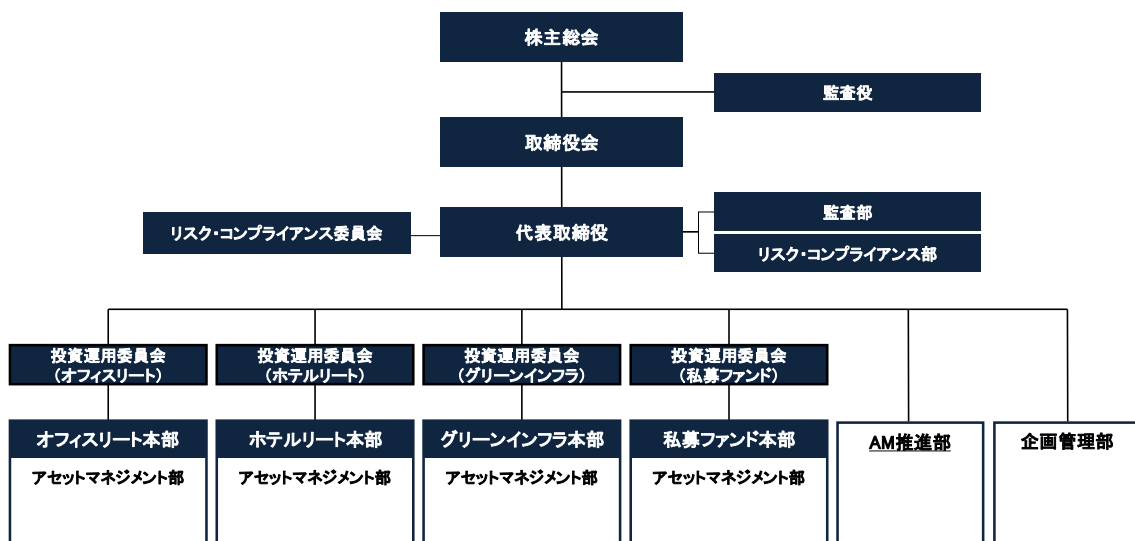 株主総会
監査役
取締役会
リスク・コンプライアンス委員会
代表取締役
監査部
リスク・コンプライアンス部
投資運用委員会
（オフィスリート）
投資運用委員会
（ホテルリート）
投資運用委員会
（グリーンインフラ）
投資運用委員会
（私募ファンド）
オフィスリート本部
アセットマネジメント部
ホテルリート本部
アセットマネジメント部
グリーンインフラ本部
アセットマネジメント部
私募ファンド本部
アセットマネジメント部
AM推進部
企画管理部